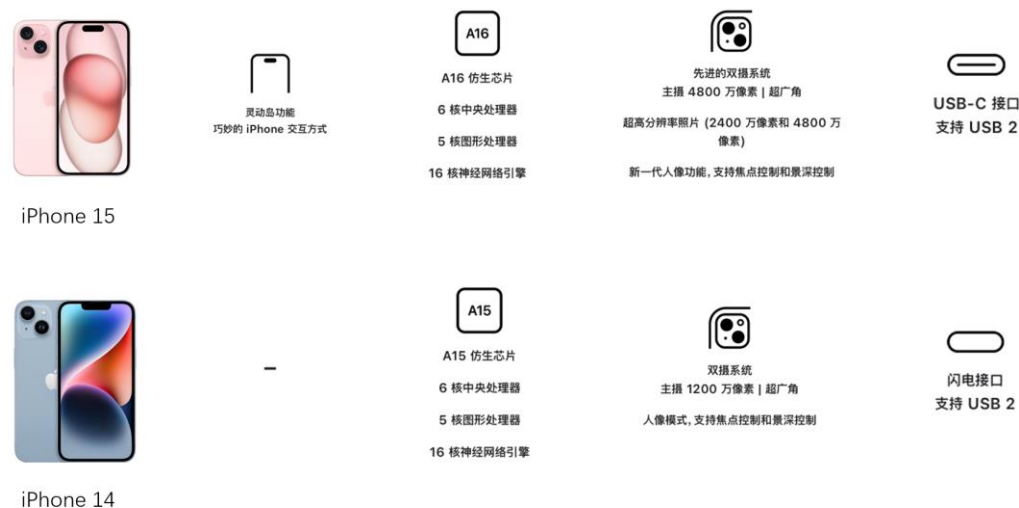 灵动岛功能
巧妙的 iPhone 交互方式
A16
A16 仿生芯片
6 核中央处理器
5 核图形处理器
16 核神经网络引擎
先进的双摄系统
主摄 4800 万像素 | 超广角
超高分辨率照片 (2400 万像素和 4800 万
像素)
新一代人像功能, 支持焦点控制和景深控制
USB-C 接口
支持 USB 2
iPhone 15
–
A15
A15 仿生芯片
6 核中央处理器
5 核图形处理器
16 核神经网络引擎
双摄系统
主摄 1200 万像素 | 超广角
人像模式, 支持焦点控制和景深控制
闪电接口
支持 USB 2
iPhone 14